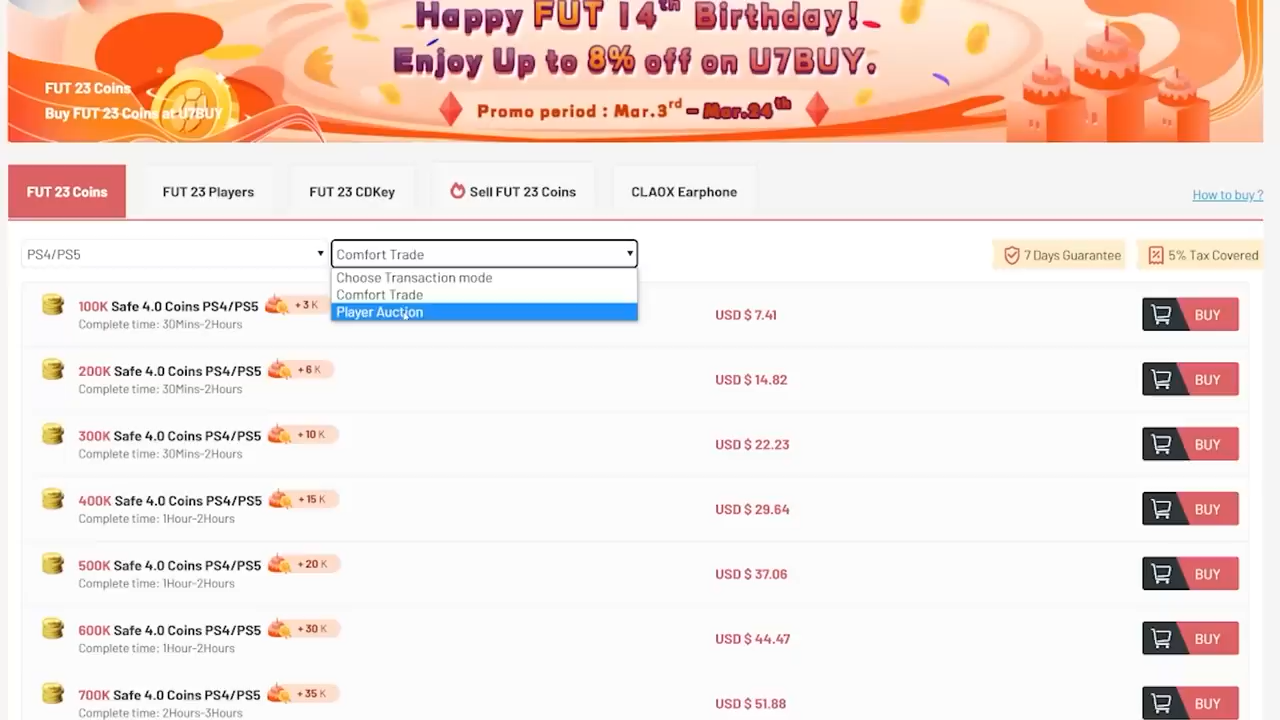 Happy FUT 14th Birthday!
Enjoy Up to 8% off on U7BUY.
Promo period : Mar.3rd - Mar.24th
FUT 23 Coins
Buy FUT 23 Coins at U7BUY
FUT 23 Coins
FUT 23 Players
FUT 23 CDKey
Sell FUT 23 Coins
CLAOX Earphone
How to buy ?
PS4/PS5
Comfort Trade
7 Days Guarantee
5% Tax Covered
Choose Transaction mode
Comfort Trade
Player Auction
100K Safe 4.0 Coins PS4/PS5 +3 K
Complete time: 30Mins-2Hours
USD $ 7.41
BUY
200K Safe 4.0 Coins PS4/PS5 +6 K
Complete time: 30Mins-2Hours
USD $ 14.82
BUY
300K Safe 4.0 Coins PS4/PS5 +10 K
Complete time: 30Mins-2Hours
USD $ 22.23
BUY
400K Safe 4.0 Coins PS4/PS5 +15 K
Complete time: 1Hour-2Hours
USD $ 29.64
BUY
500K Safe 4.0 Coins PS4/PS5 +20 K
Complete time: 1Hour-2Hours
USD $ 37.06
BUY
600K Safe 4.0 Coins PS4/PS5 +30 K
Complete time: 1Hour-2Hours
USD $ 44.47
BUY
700K Safe 4.0 Coins PS4/PS5 +35 K
Complete time: 2Hours-3Hours
USD $ 51.88
BUY